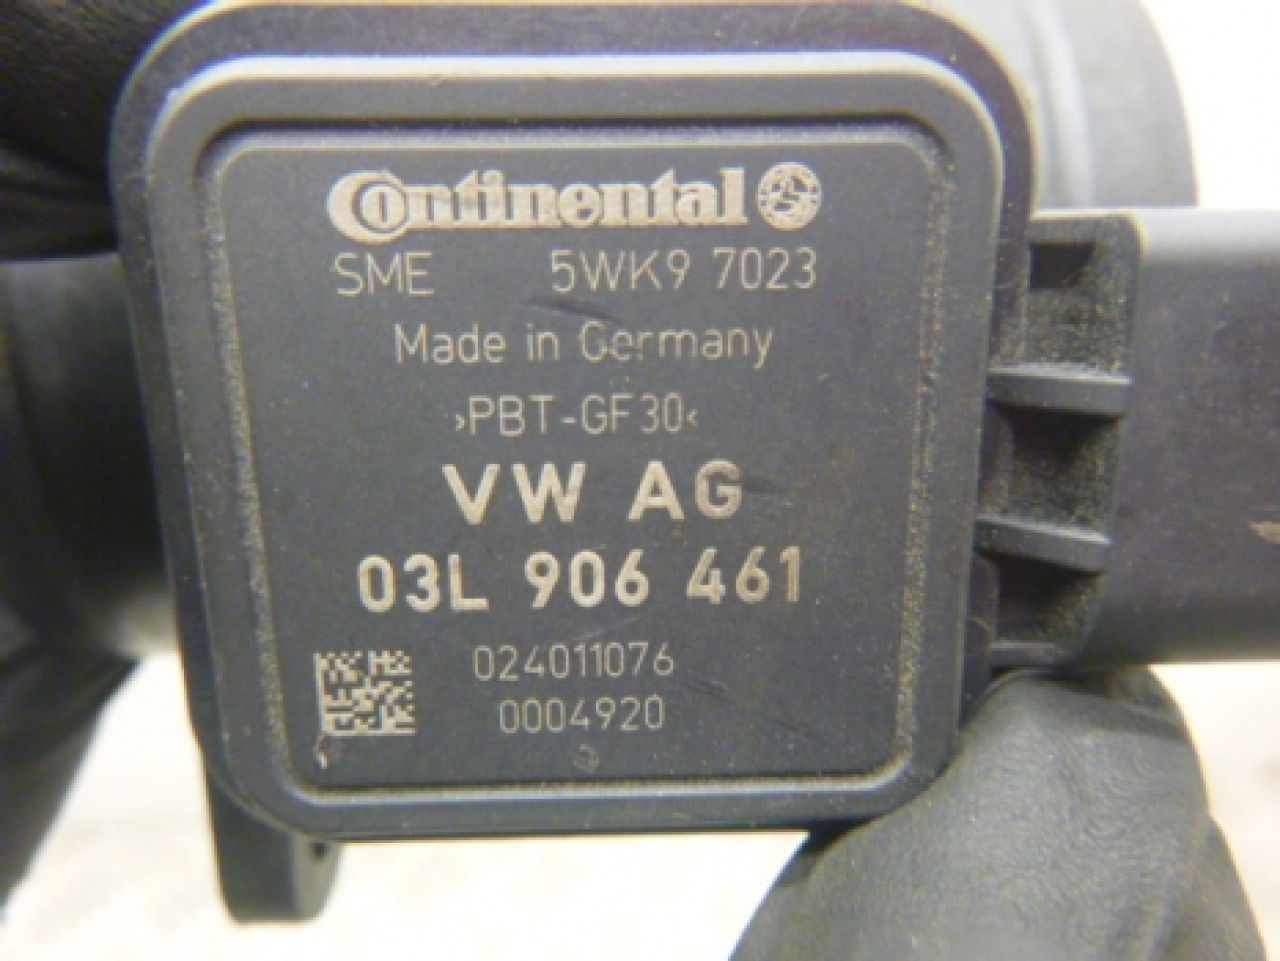 Continental
SME 5WK9 7023
Made in Germany
›PBT-GF30‹
VW AG
03L 906 461
024011076
0004920